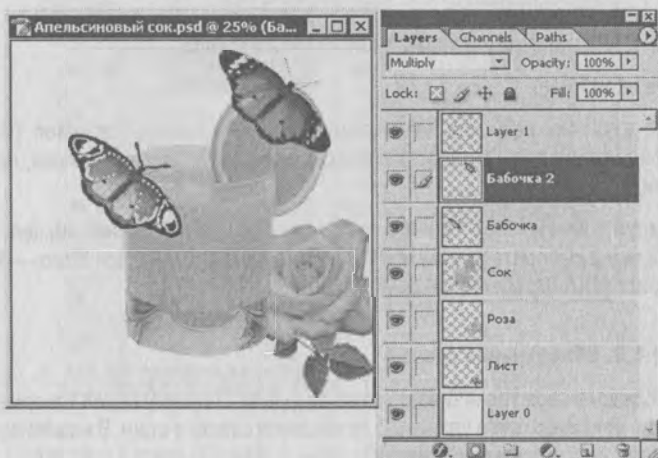 Апельсиновый сок.psd @ 25% (Ба...
Layers Channels Paths
Multiply Opacity: 100%
Lock: Fill: 100%
Layer 1
Бабочка 2
Бабочка
Сок
Роза
Лист
Layer 0